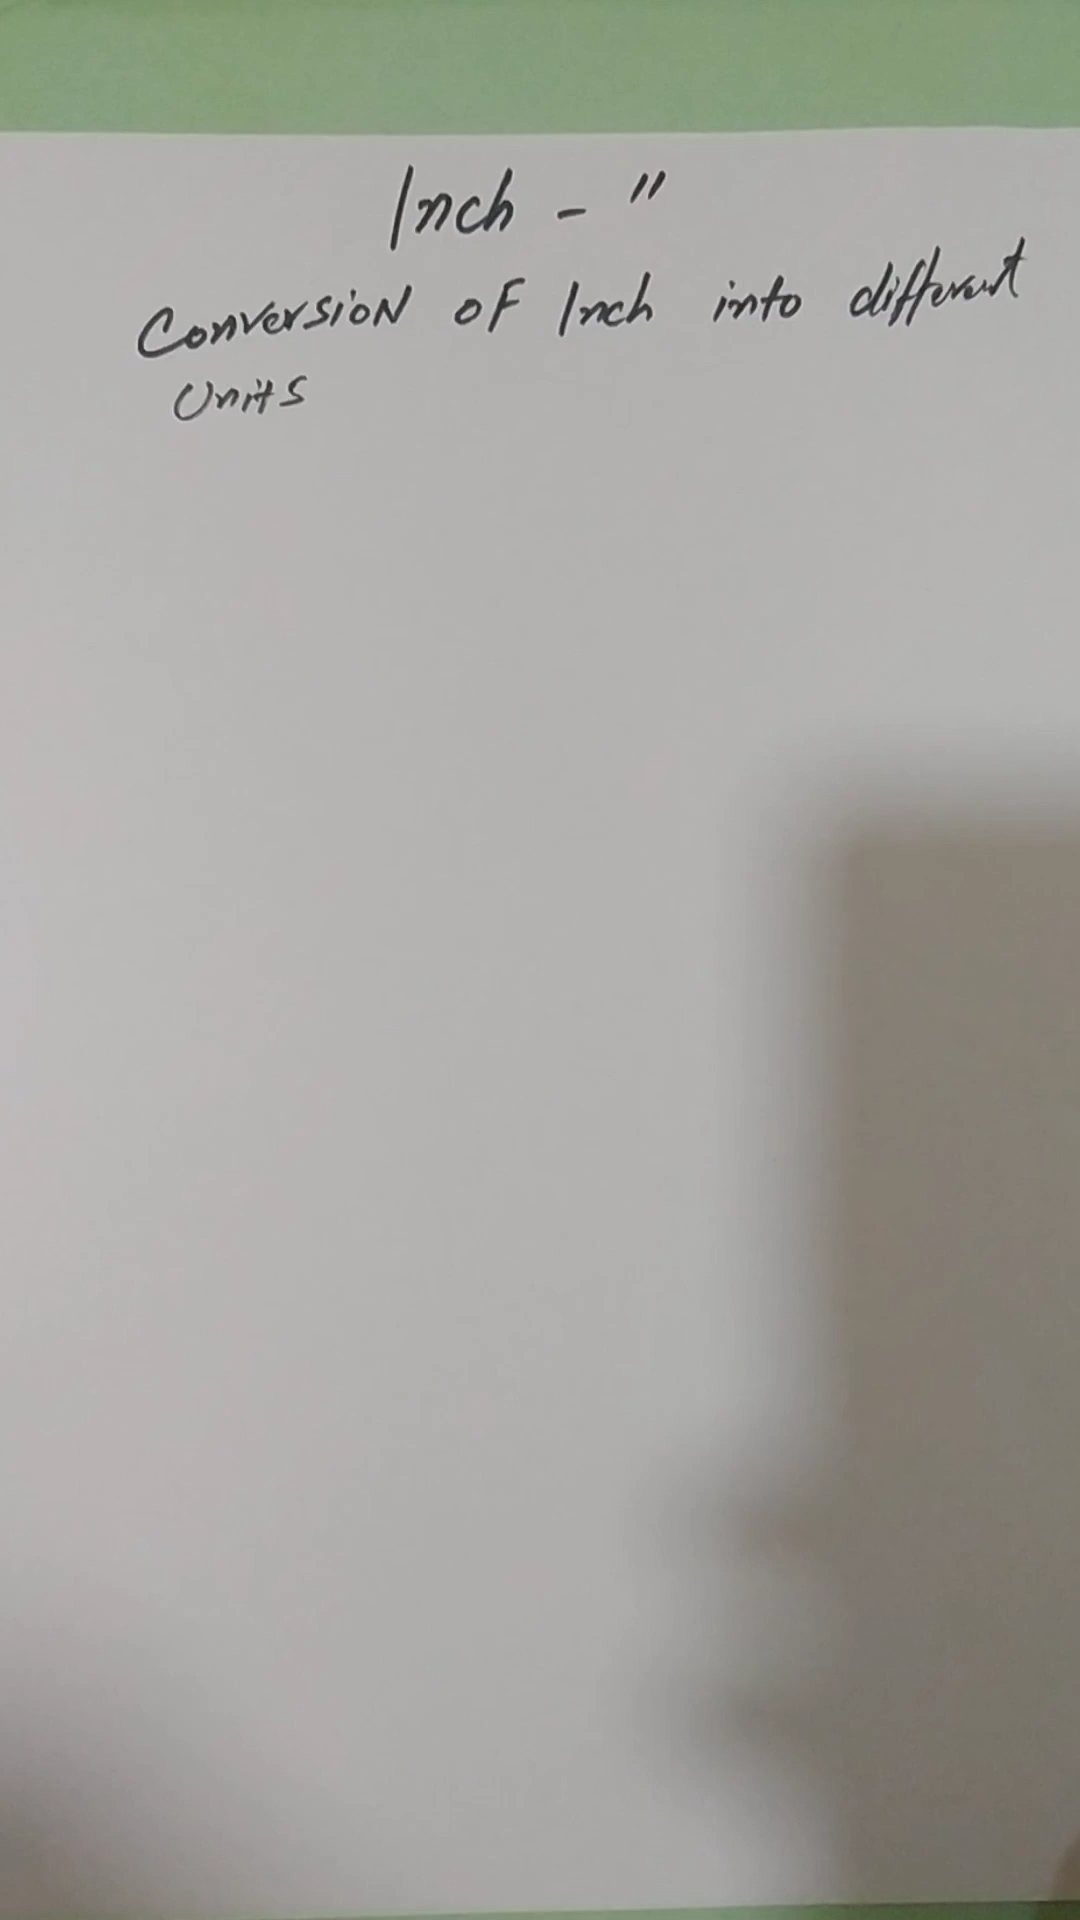 Inch - "
Conversion of Inch into different
Units